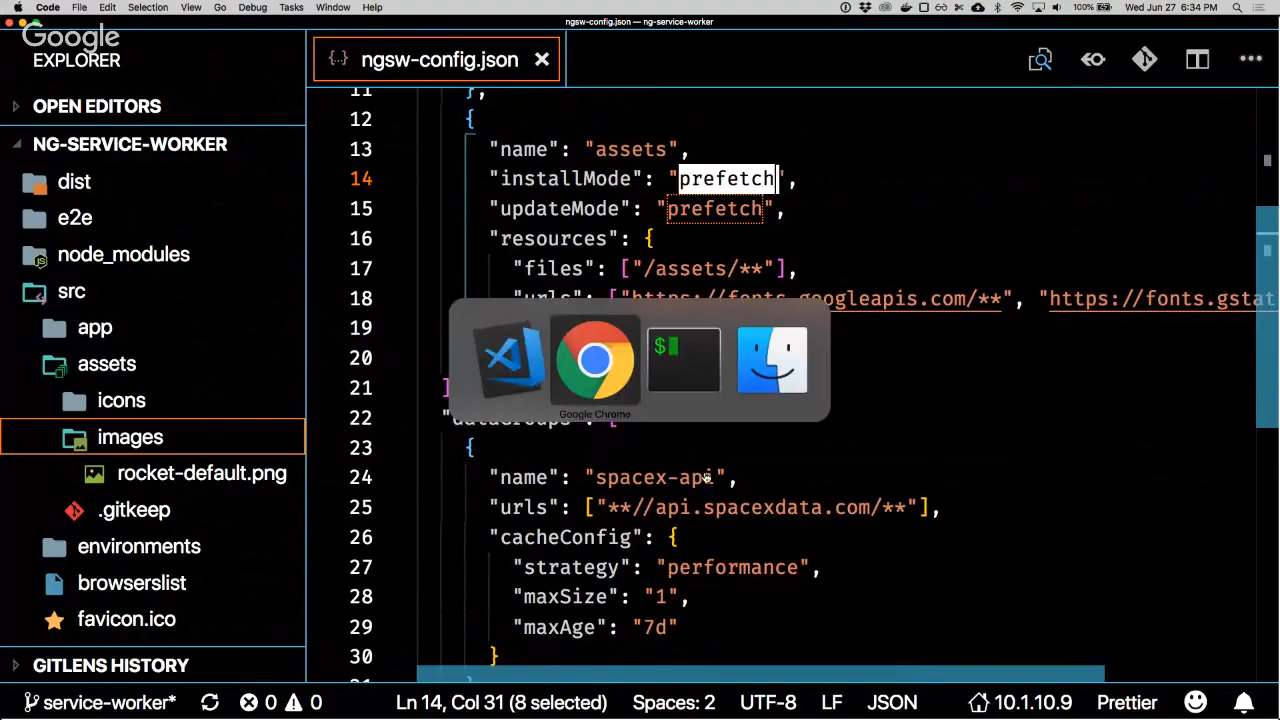 Code File Edit Selection View Go Debug Tasks Window Help 100% Wed Jun 27 6:34 PM
ngsw-config.json — ng-service-worker
Google
EXPLORER
OPEN EDITORS
NG-SERVICE-WORKER
dist
e2e
node_modules
src
app
assets
icons
images
rocket-default.png
.gitkeep
environments
browserslist
favicon.ico
GITLENS HISTORY
{··} ngsw-config.json
11 },
12 {
13 "name": "assets",
14 "installMode": "prefetch",
15 "updateMode": "prefetch",
16 "resources": {
17 "files": ["/assets/**"],
18 "urls": ["https://fonts.googleapis.com/**", "https://fonts.gstat
19
20
21 ]
22 "dataGroups": [
23 {
24 "name": "spacex-api",
25 "urls": ["**//api.spacexdata.com/**"],
26 "cacheConfig": {
27 "strategy": "performance",
28 "maxSize": "1",
29 "maxAge": "7d"
30 }
$
Google Chrome
service-worker* 0 0 Ln 14, Col 31 (8 selected) Spaces: 2 UTF-8 LF JSON 10.1.10.9 Prettier